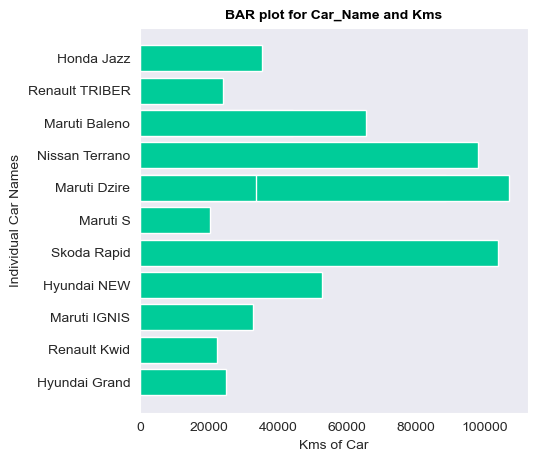 BAR plot for Car_Name and Kms
Honda Jazz
Renault TRIBER
Maruti Baleno
Nissan Terrano
Maruti Dzire
Maruti S
Skoda Rapid
Hyundai NEW
Maruti IGNIS
Renault Kwid
Hyundai Grand
Individual Car Names
0 20000 40000 60000 80000 100000
Kms of Car